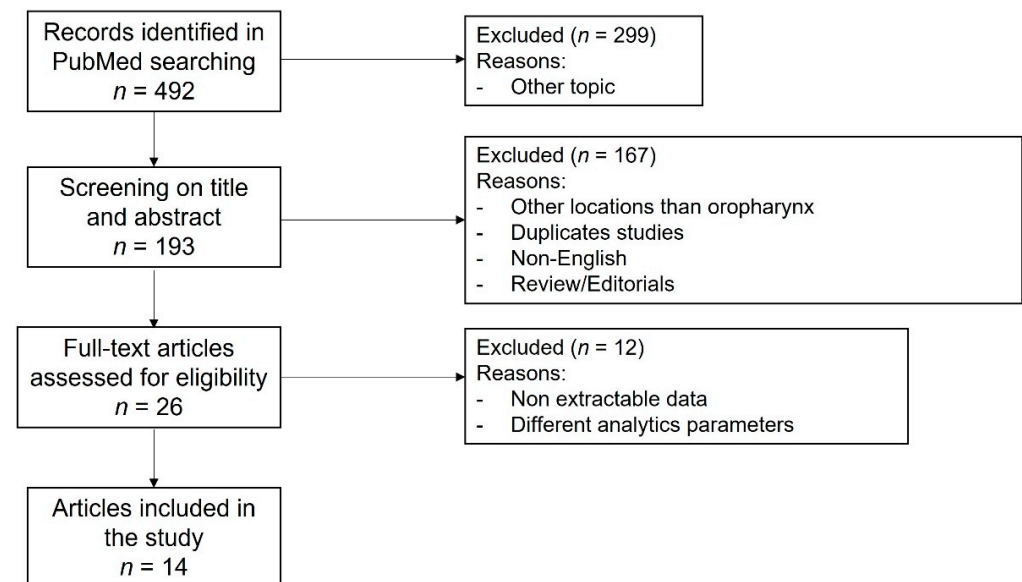 Records identified in
PubMed searching
n = 492
Excluded (n = 299)
Reasons:
- Other topic
Screening on title
and abstract
n = 193
Excluded (n = 167)
Reasons:
- Other locations than oropharynx
- Duplicates studies
- Non-English
- Review/Editorials
Full-text articles
assessed for eligibility
n = 26
Excluded (n = 12)
Reasons:
- Non extractable data
- Different analytics parameters
Articles included in
the study
n = 14